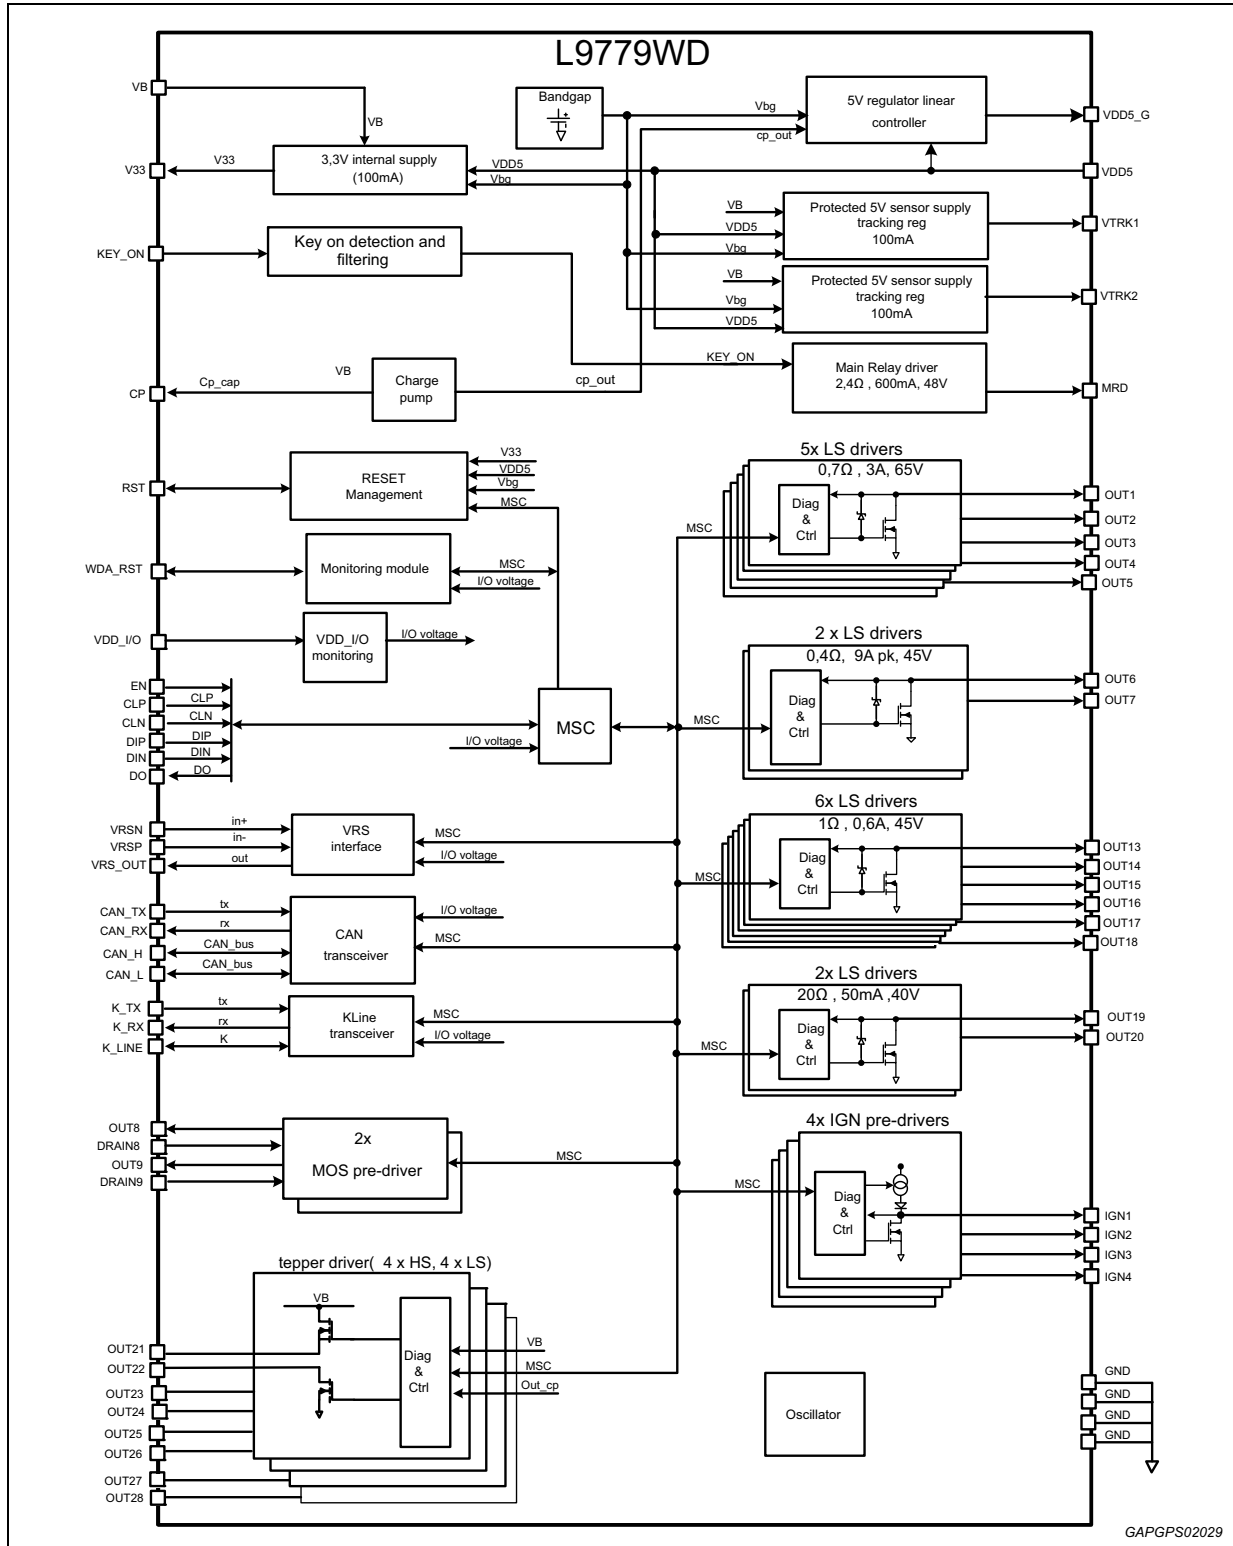 L9779WD
VB
VB
Bandgap
Vbg
cp_out
5V regulator linear
controller
VDD5_G
V33
V33
3,3V internal supply
(100mA)
VDD5
Vbg
VDD5
VB
VDD5
Vbg
Protected 5V sensor supply
tracking reg
100mA
VTRK1
KEY_ON
Key on detection and
filtering
VB
Vbg
VDD5
Protected 5V sensor supply
tracking reg
100mA
VTRK2
KEY_ON
Main Relay driver
2,4Ω , 600mA, 48V
MRD
CP
Cp_cap
VB
Charge
pump
cp_out
RST
RESET
Management
V33
VDD5
Vbg
MSC
5x LS drivers
0,7Ω , 3A, 65V
MSC
Diag
&
Ctrl
OUT1
OUT2
OUT3
OUT4
OUT5
WDA_RST
Monitoring module
MSC
I/O voltage
VDD_I/O
VDD_I/O
monitoring
I/O voltage
2 x LS drivers
0,4Ω, 9A pk, 45V
MSC
Diag
&
Ctrl
OUT6
OUT7
EN
CLP
CLP
CLN
CLN
DIP
DIP
DIN
DIN
DO
DO
MSC
I/O voltage
VRSN
in+
VRSP
in-
VRS_OUT
out
VRS
interface
MSC
I/O voltage
6x LS drivers
1Ω , 0,6A, 45V
MSC
Diag
&
Ctrl
OUT13
OUT14
OUT15
OUT16
OUT17
OUT18
CAN_TX
tx
CAN_RX
rx
CAN_H
CAN_bus
CAN_L
CAN_bus
CAN
transceiver
I/O voltage
MSC
2x LS drivers
20Ω , 50mA ,40V
MSC
Diag
&
Ctrl
OUT19
OUT20
K_TX
tx
K_RX
rx
K_LINE
K
KLine
transceiver
MSC
I/O voltage
OUT8
DRAIN8
OUT9
DRAIN9
2x
MOS pre-driver
MSC
4x IGN pre-drivers
MSC
Diag
&
Ctrl
IGN1
IGN2
IGN3
IGN4
tepper driver( 4 x HS, 4 x LS)
VB
Diag
&
Ctrl
VB
MSC
Out_cp
OUT21
OUT22
OUT23
OUT24
OUT25
OUT26
OUT27
OUT28
Oscillator
GND
GND
GND
GND
GAPGPS02029